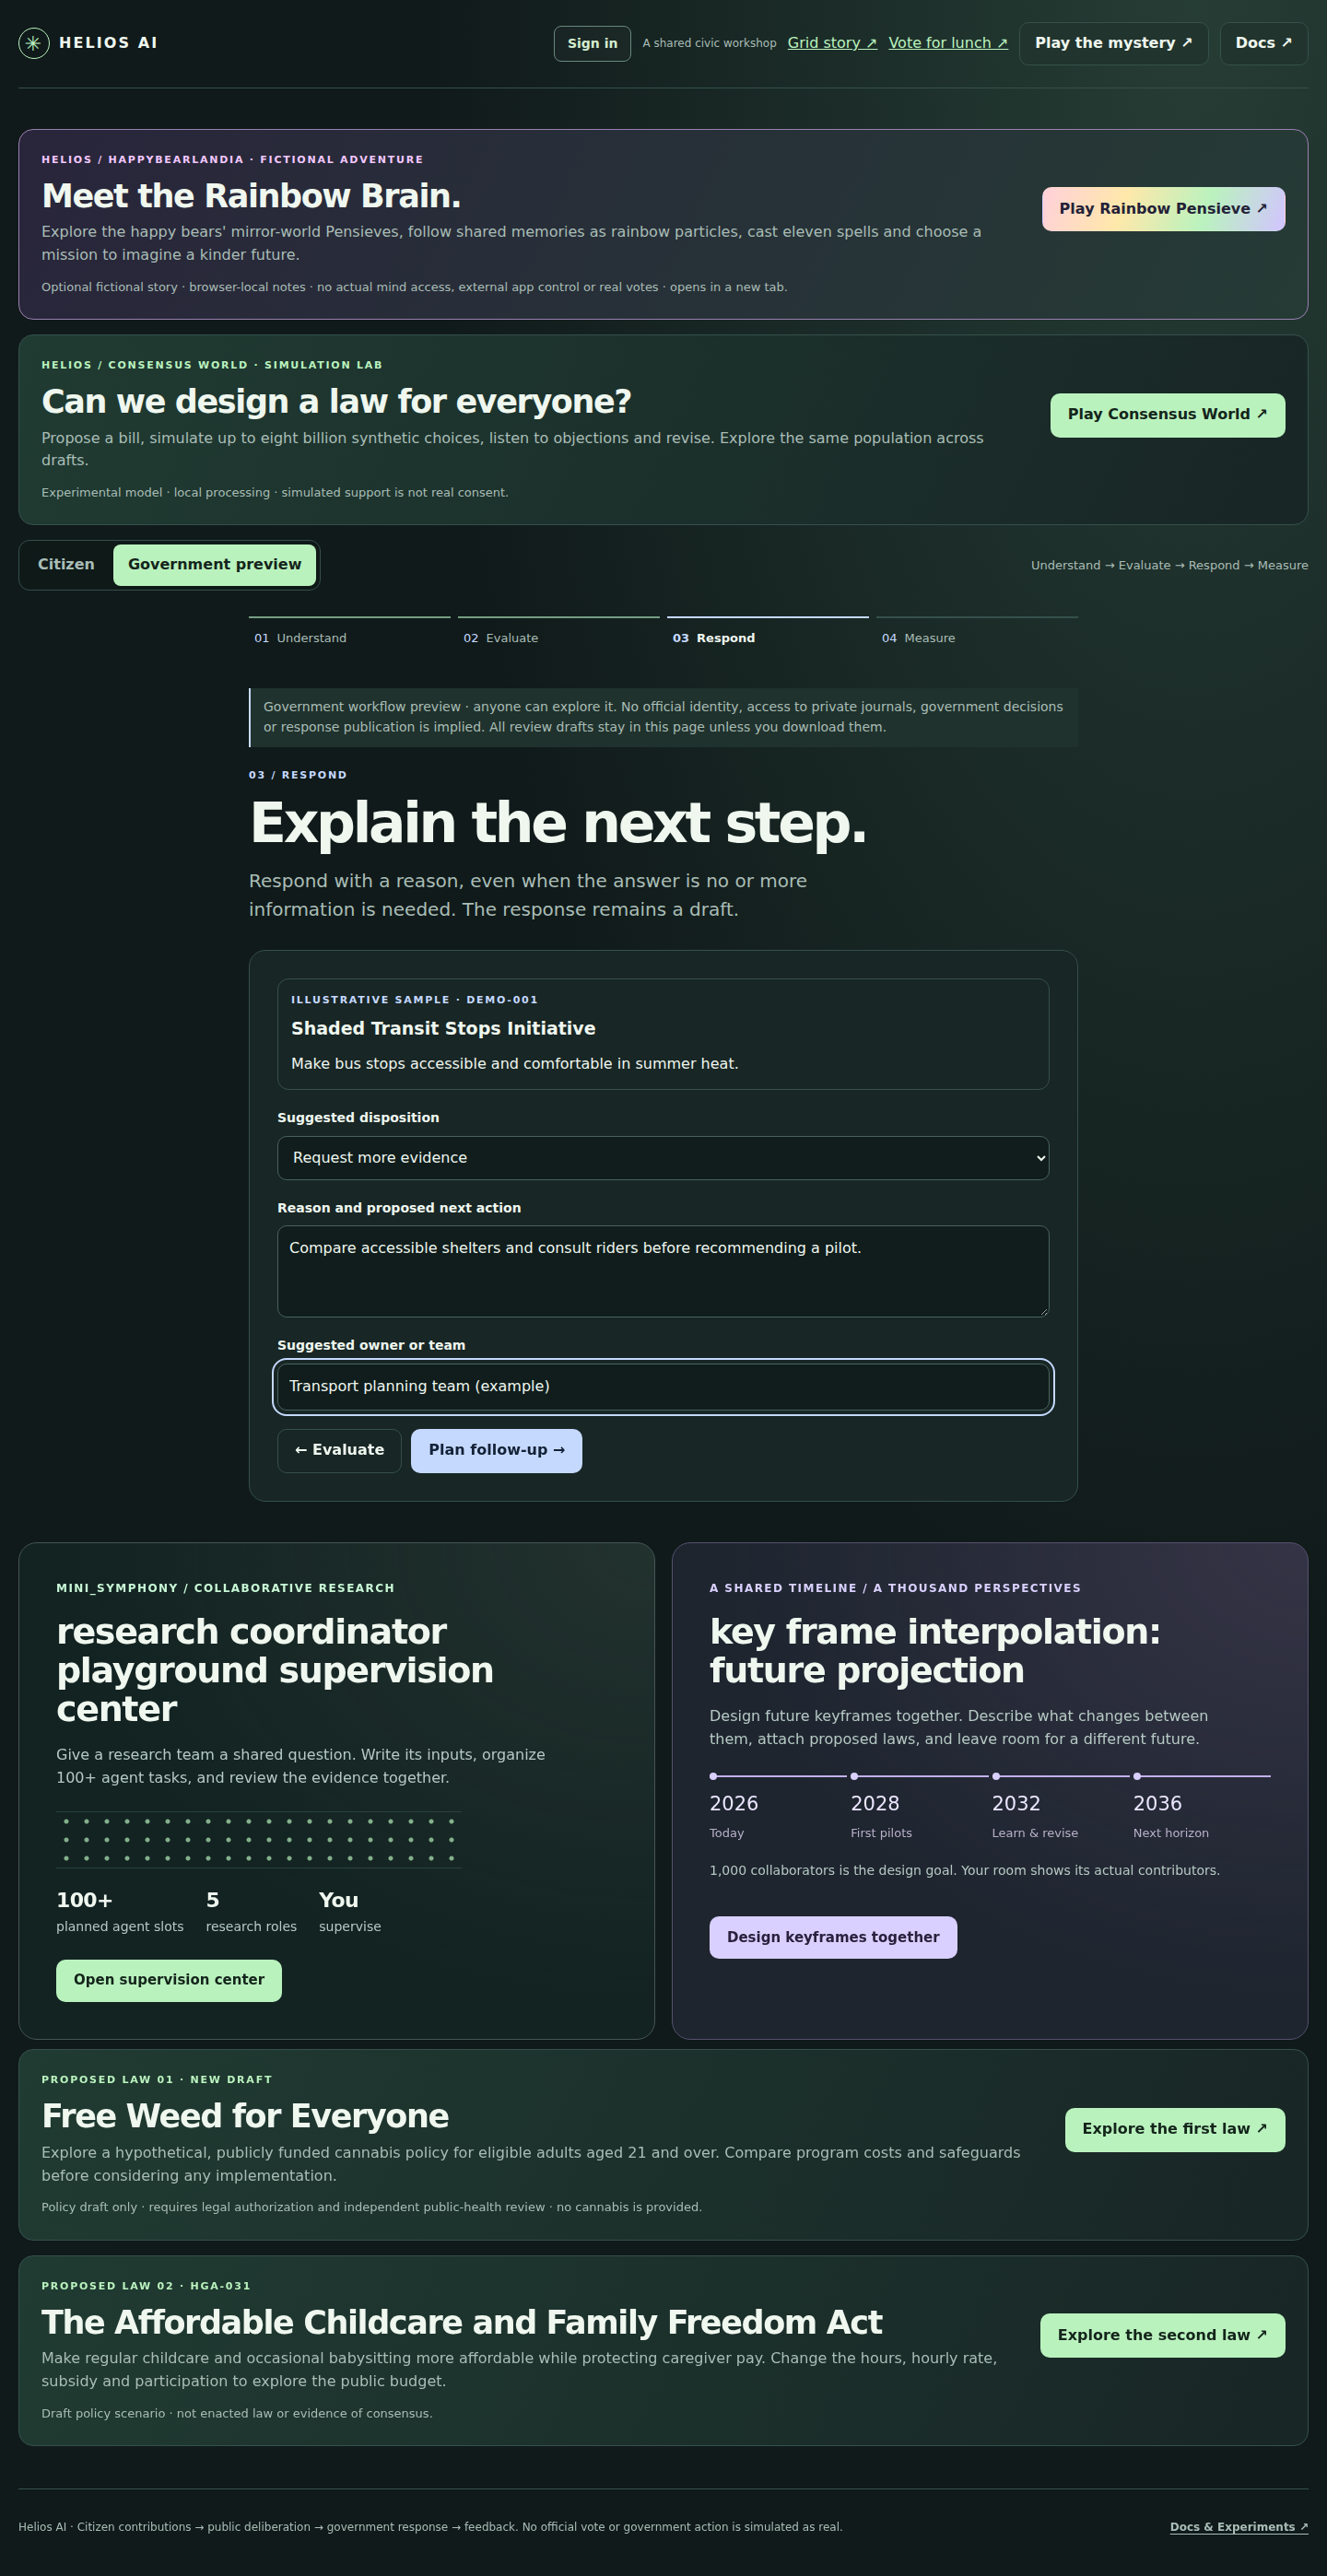 HELIOS AI
Sign in
A shared civic workshop
Grid story ↗
Vote for lunch ↗
Play the mystery ↗
Docs ↗
HELIOS / HAPPYBEARLANDIA · FICTIONAL ADVENTURE
Meet the Rainbow Brain.
Explore the happy bears' mirror-world Pensieves, follow shared memories as rainbow particles, cast eleven spells and choose a
mission to imagine a kinder future.
Optional fictional story · browser-local notes · no actual mind access, external app control or real votes · opens in a new tab.
Play Rainbow Pensieve ↗
HELIOS / CONSENSUS WORLD · SIMULATION LAB
Can we design a law for everyone?
Propose a bill, simulate up to eight billion synthetic choices, listen to objections and revise. Explore the same population across
drafts.
Experimental model · local processing · simulated support is not real consent.
Play Consensus World ↗
Citizen
Government preview
Understand → Evaluate → Respond → Measure
01 Understand
02 Evaluate
03 Respond
04 Measure
Government workflow preview · anyone can explore it. No official identity, access to private journals, government decisions
or response publication is implied. All review drafts stay in this page unless you download them.
03 / RESPOND
Explain the next step.
Respond with a reason, even when the answer is no or more
information is needed. The response remains a draft.
ILLUSTRATIVE SAMPLE · DEMO-001
Shaded Transit Stops Initiative
Make bus stops accessible and comfortable in summer heat.
Suggested disposition
Request more evidence
Reason and proposed next action
Compare accessible shelters and consult riders before recommending a pilot.
Suggested owner or team
Transport planning team (example)
← Evaluate
Plan follow-up →
MINI_SYMPHONY / COLLABORATIVE RESEARCH
research coordinator
playground supervision
center
Give a research team a shared question. Write its inputs, organize
100+ agent tasks, and review the evidence together.
100+
planned agent slots
5
research roles
You
supervise
Open supervision center
A SHARED TIMELINE / A THOUSAND PERSPECTIVES
key frame interpolation:
future projection
Design future keyframes together. Describe what changes between
them, attach proposed laws, and leave room for a different future.
2026
Today
2028
First pilots
2032
Learn & revise
2036
Next horizon
1,000 collaborators is the design goal. Your room shows its actual contributors.
Design keyframes together
PROPOSED LAW 01 · NEW DRAFT
Free Weed for Everyone
Explore a hypothetical, publicly funded cannabis policy for eligible adults aged 21 and over. Compare program costs and safeguards
before considering any implementation.
Policy draft only · requires legal authorization and independent public-health review · no cannabis is provided.
Explore the first law ↗
PROPOSED LAW 02 · HGA-031
The Affordable Childcare and Family Freedom Act
Make regular childcare and occasional babysitting more affordable while protecting caregiver pay. Change the hours, hourly rate,
subsidy and participation to explore the public budget.
Draft policy scenario · not enacted law or evidence of consensus.
Explore the second law ↗
Helios AI · Citizen contributions → public deliberation → government response → feedback. No official vote or government action is simulated as real.
Docs & Experiments ↗